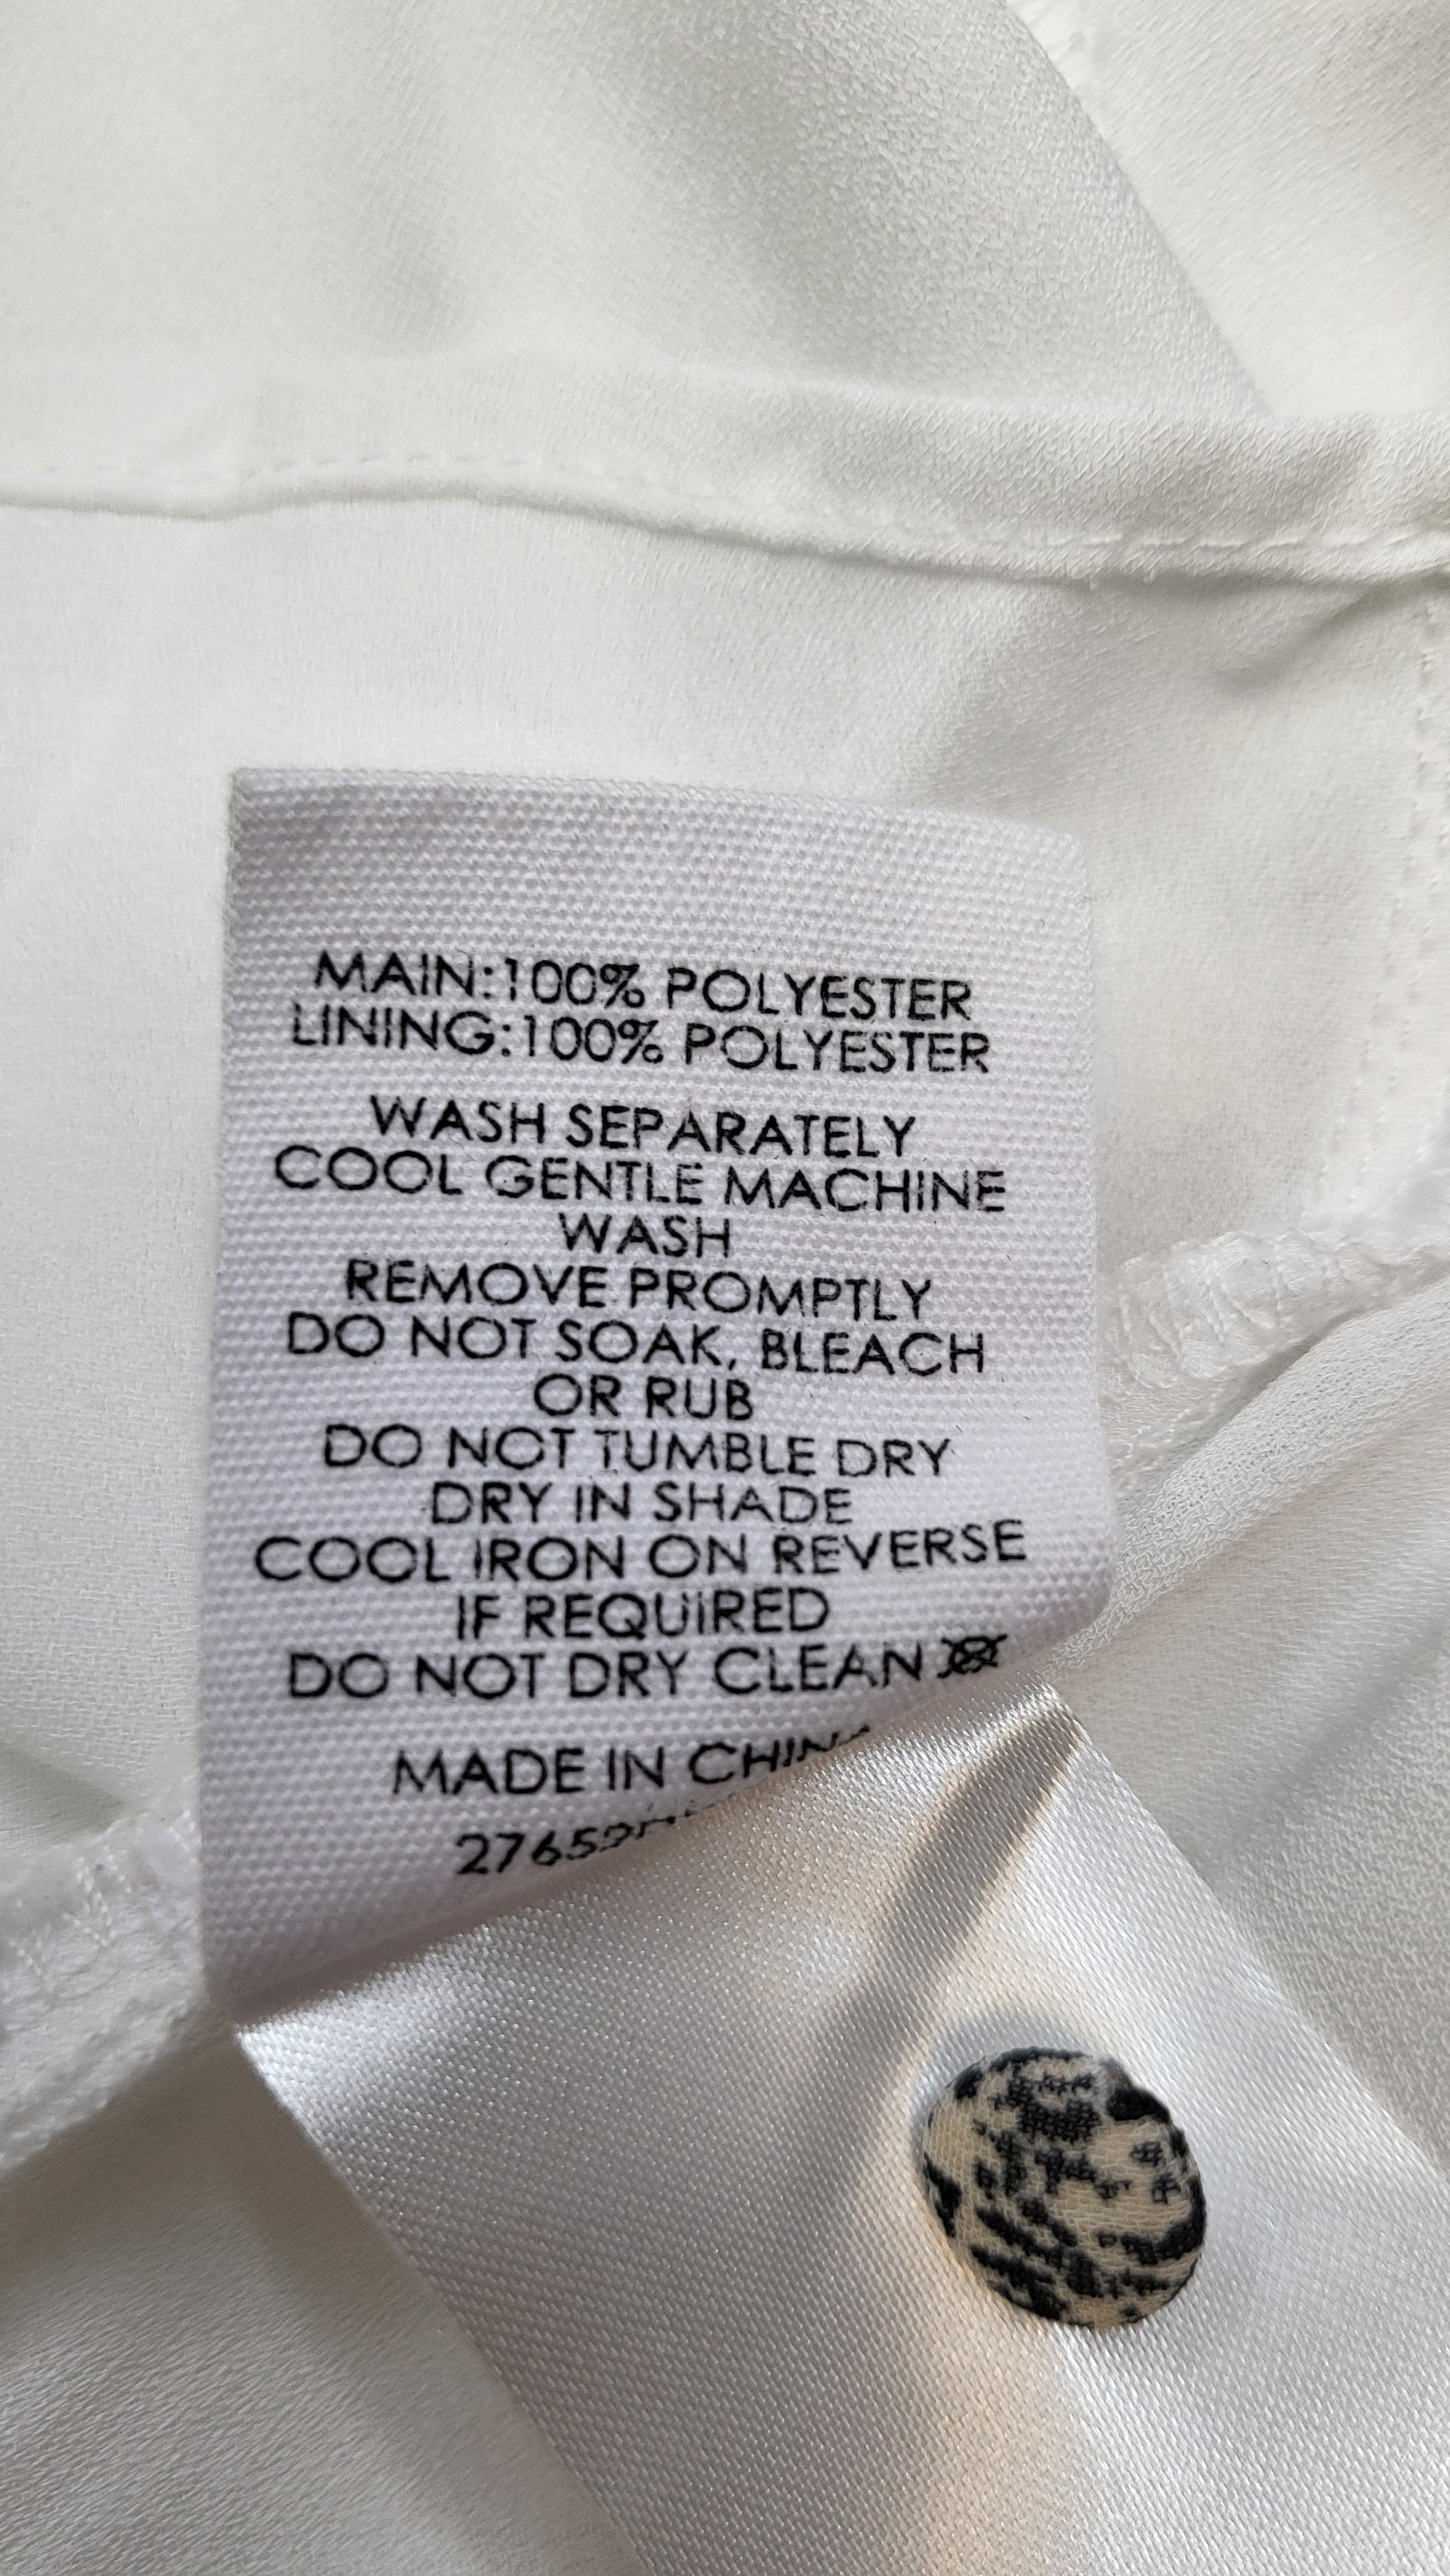 MAIN:100% POLYESTER
LINING:100% POLYESTER
WASH SEPARATELY
COOL GENTLE MACHINE
WASH
REMOVE PROMPTLY
DO NOT SOAK, BLEACH
OR RUB
DO NOT TUMBLE DRY
DRY IN SHADE
COOL IRON ON REVERSE
IF REQUIRED
DO NOT DRY CLEAN
MADE IN CHINA